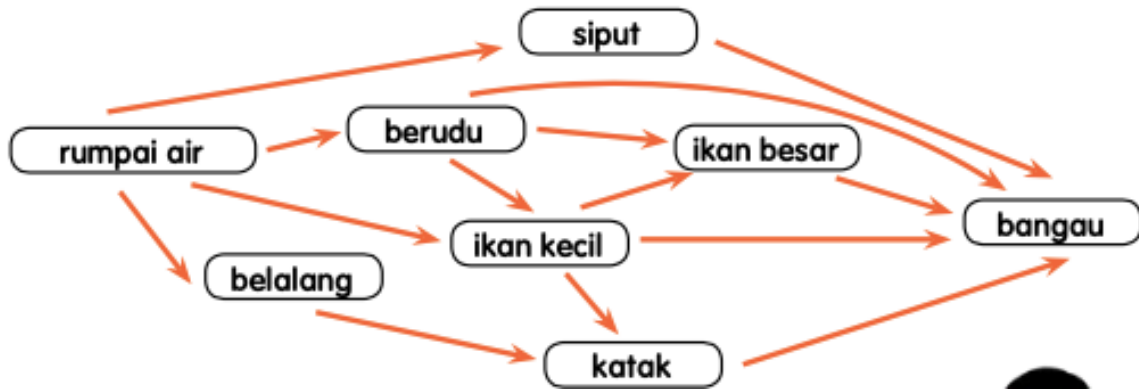 siput
berudu
rumpai air
ikan besar
bangau
ikan kecil
belalang
katak